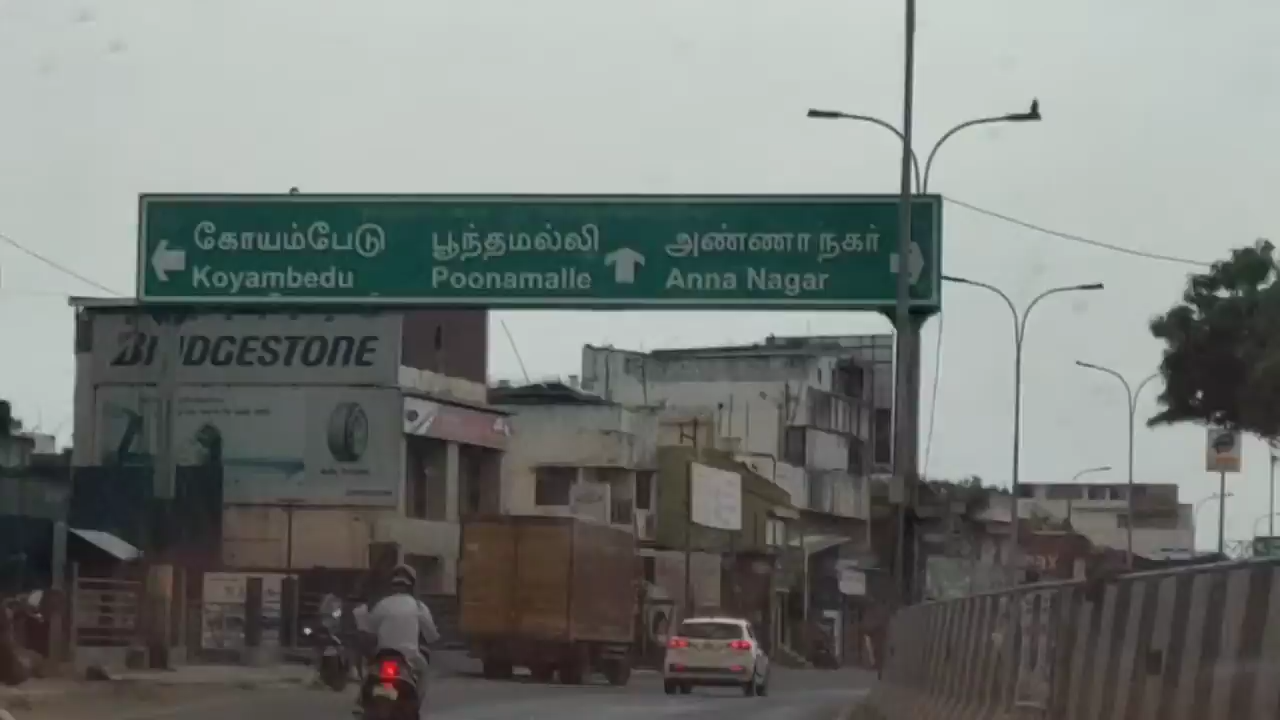 கோயம்பேடு
Koyambedu
பூந்தமல்லி
Poonamalle
அண்ணா நகர்
Anna Nagar
BRIDGESTONE